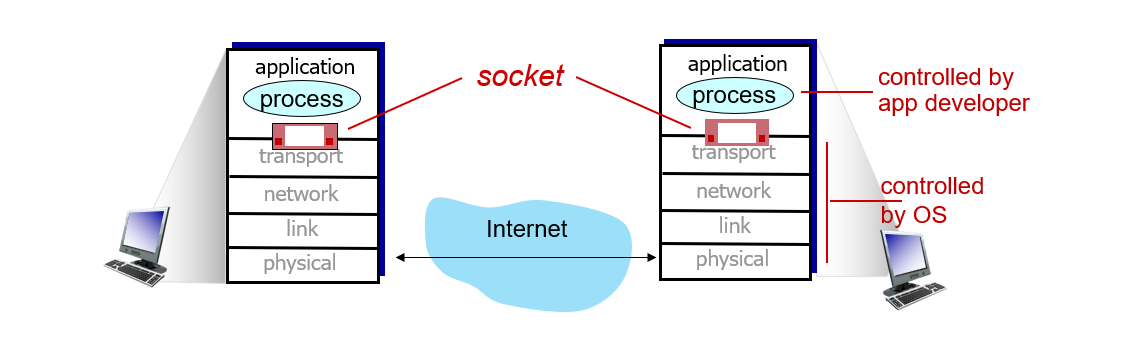 application
process
transport
network
link
physical
socket
Internet
application
process
transport
network
link
physical
controlled by
app developer
controlled
by OS